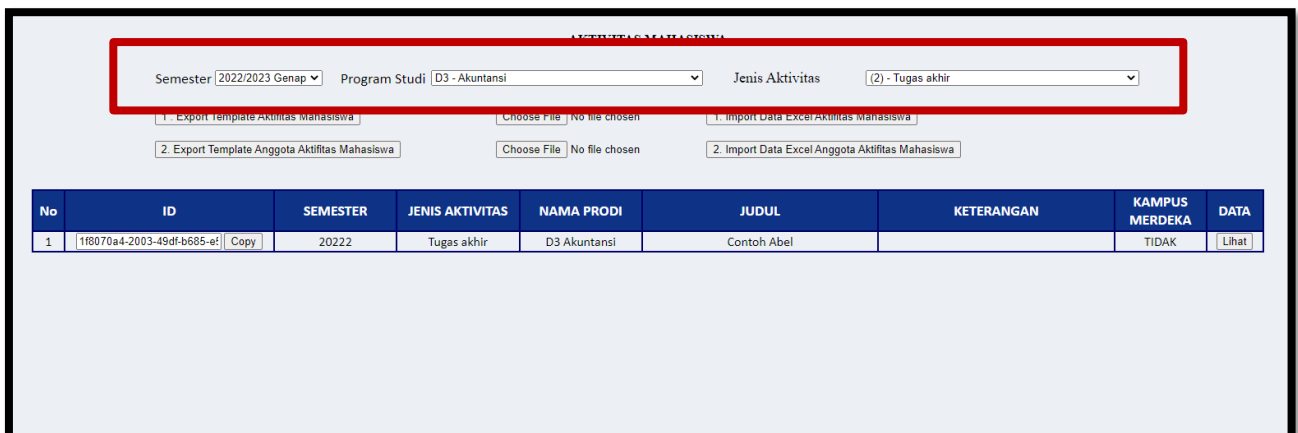 AKTIVITAS MAHASISWA
Semester 2022/2023 Genap Program Studi D3 - Akuntansi Jenis Aktivitas (2) - Tugas akhir
1 . Export Template Aktifitas Mahasiswa Choose File No file chosen 1. Import Data Excel Aktifitas Mahasiswa
2. Export Template Anggota Aktifitas Mahasiswa Choose File No file chosen 2. Import Data Excel Anggota Aktifitas Mahasiswa
No ID SEMESTER JENIS AKTIVITAS NAMA PRODI JUDUL KETERANGAN KAMPUS MERDEKA DATA
1 1f8070a4-2003-49df-b685-e Copy 20222 Tugas akhir D3 Akuntansi Contoh Abel TIDAK Lihat